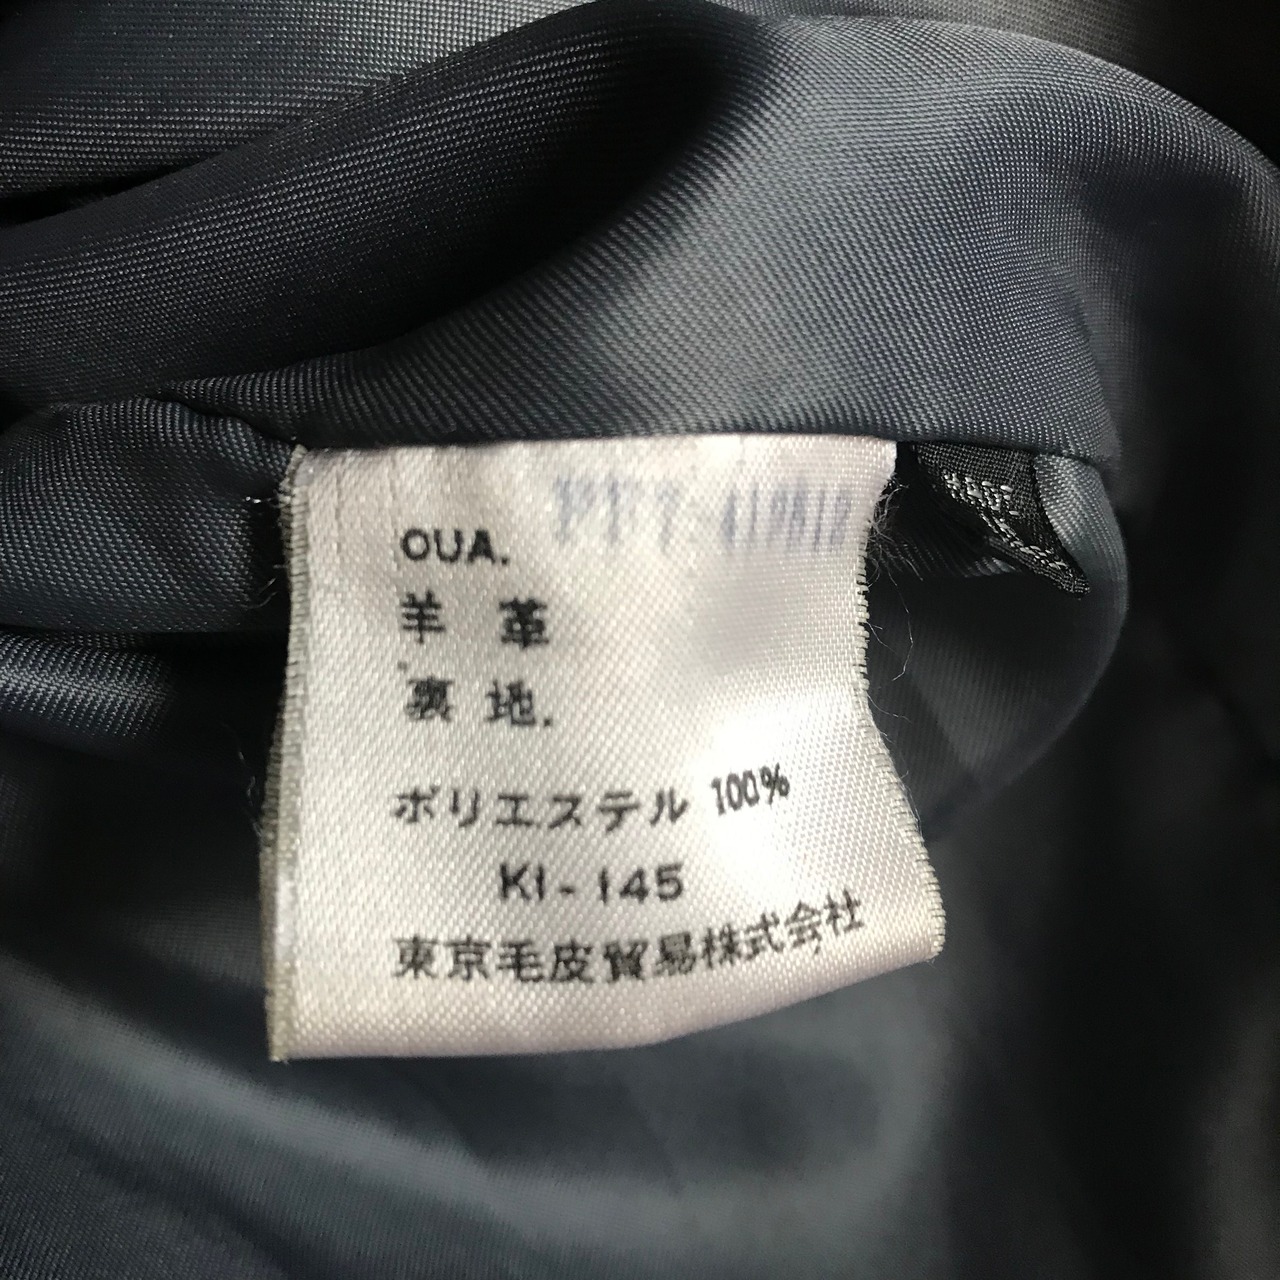 OUA.
羊 革
裏 地.
ポリエステル 100%
KI-145
東京毛皮貿易株式会社